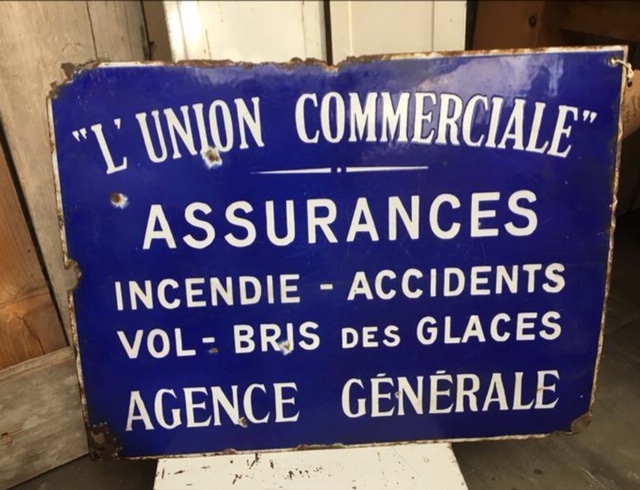 "L'UNION COMMERCIALE"
ASSURANCES
INCENDIE - ACCIDENTS
VOL - BRIS DES GLACES
AGENCE GÉNÉRALE